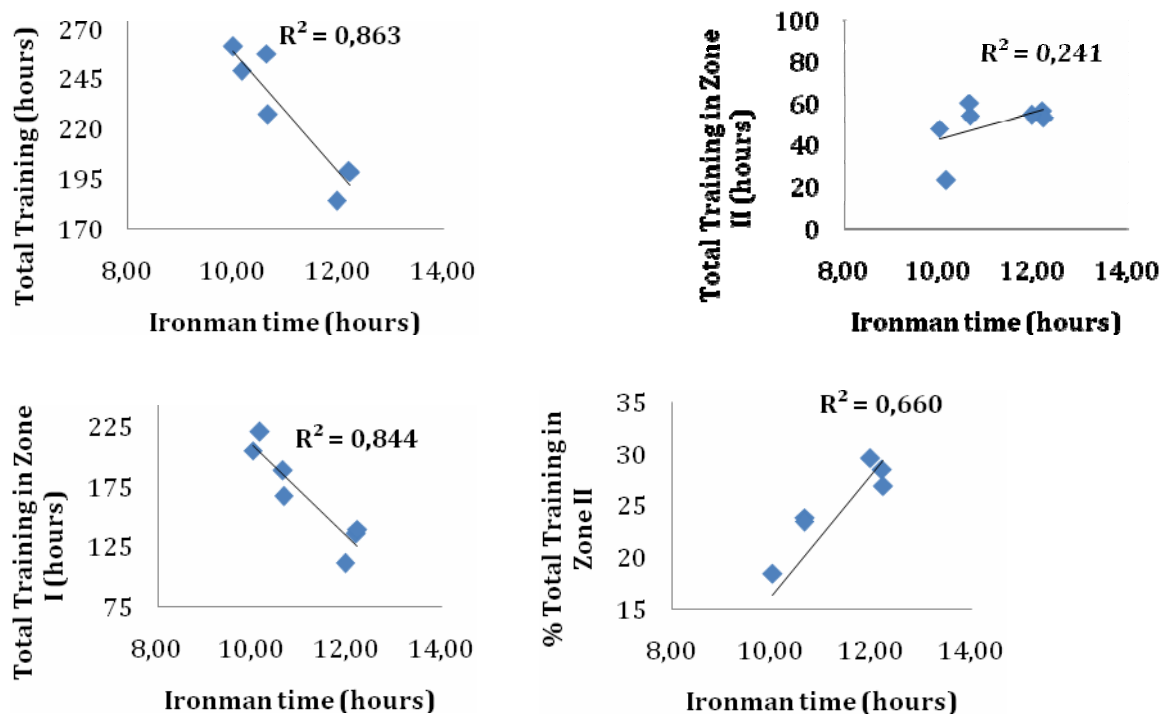 Total Training (hours)
270
245
220
195
170
R² = 0,863
8,00 10,00 12,00 14,00
Ironman time (hours)
Total Training in Zone
II (hours)
100
80
60
40
20
0
R² = 0,241
8,00 10,00 12,00 14,00
Ironman time (hours)
Total Training in Zone
I (hours)
225
175
125
75
R² = 0,844
8,00 10,00 12,00 14,00
Ironman time (hours)
% Total Training in
Zone II
35
30
25
20
15
R² = 0,660
8,00 10,00 12,00 14,00
Ironman time (hours)